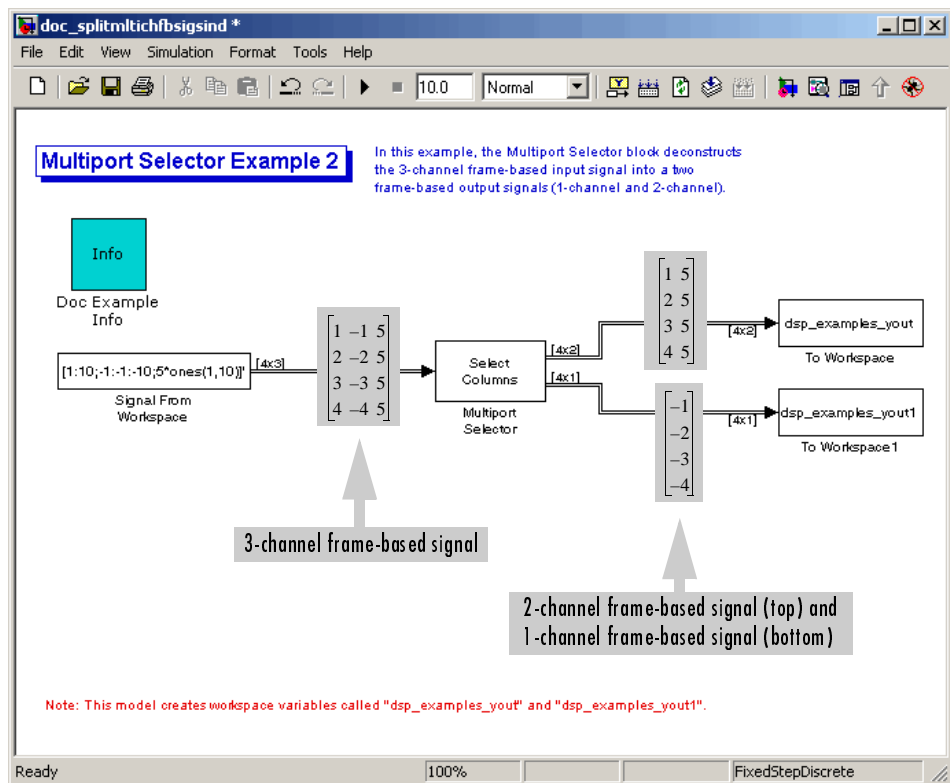 doc_splitmltichfbsigsind *
File Edit View Simulation Format Tools Help
10.0 Normal
Multiport Selector Example 2
In this example, the Multiport Selector block deconstructs
the 3-channel frame-based input signal into a two
frame-based output signals (1-channel and 2-channel).
Info
Doc Example
Info
[1:10;-1:-1:-10;5*ones(1,10)]'
Signal From
Workspace
[4x3]
1 –1 5
2 –2 5
3 –3 5
4 –4 5
Select
Columns
Multiport
Selector
[4x2]
[4x1]
1 5
2 5
3 5
4 5
[4x2]
dsp_examples_yout
To Workspace
–1
–2
–3
–4
[4x1]
dsp_examples_yout1
To Workspace1
3-channel frame-based signal
2-channel frame-based signal (top) and
1-channel frame-based signal (bottom)
Note: This model creates workspace variables called "dsp_examples_yout" and "dsp_examples_yout1".
Ready 100% FixedStepDiscrete